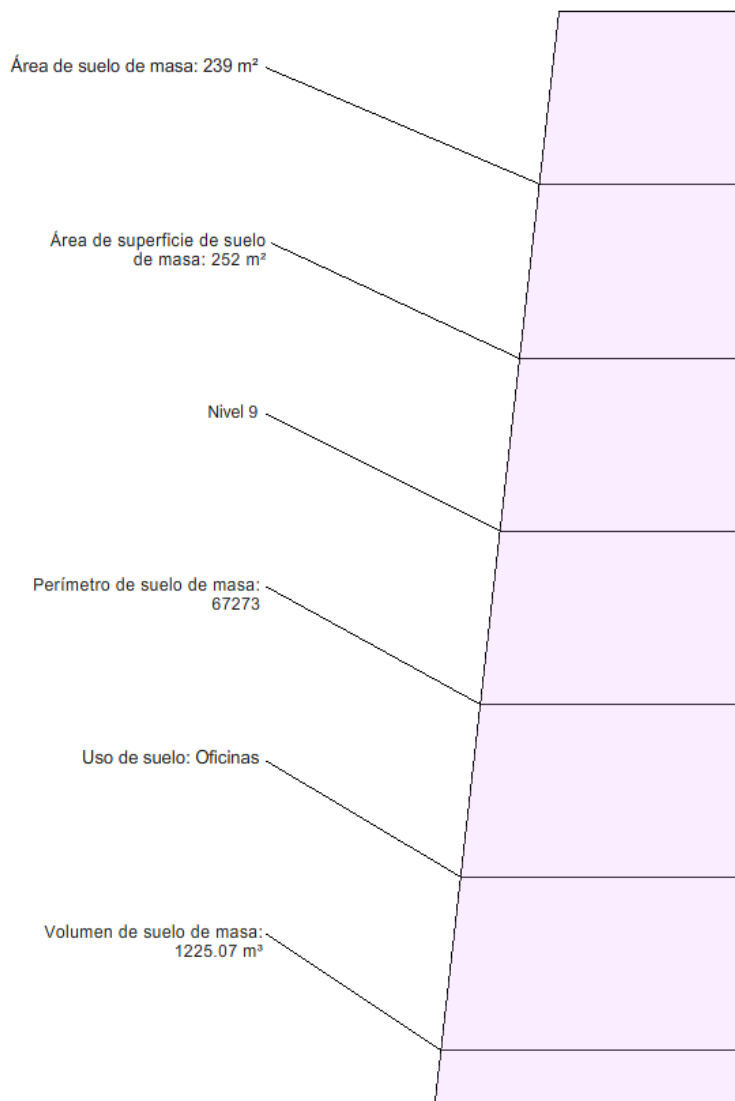 Área de suelo de masa: 239 m²
Área de superficie de suelo
de masa: 252 m²
Nivel 9
Perímetro de suelo de masa:
67273
Uso de suelo: Oficinas
Volumen de suelo de masa:
1225.07 m³